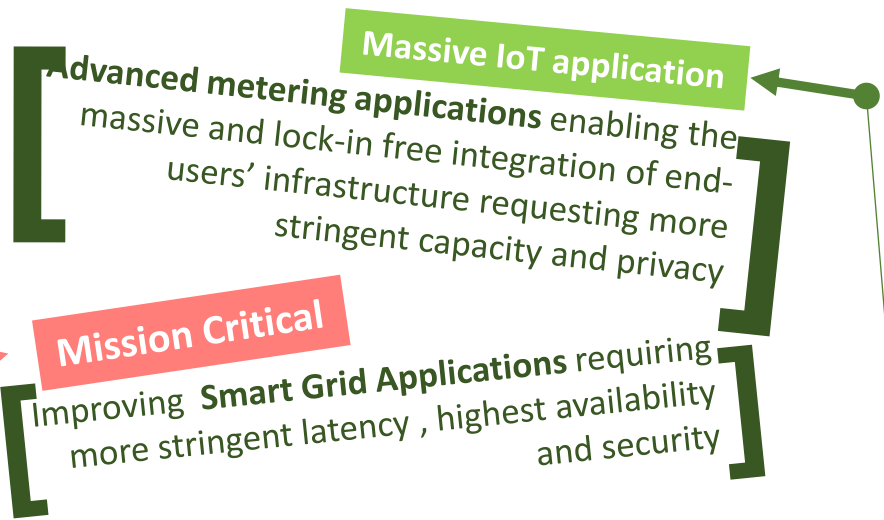 Massive IoT application
Advanced metering applications enabling the
massive and lock-in free integration of end-
users’ infrastructure requesting more
stringent capacity and privacy
Mission Critical
Improving Smart Grid Applications requiring
more stringent latency , highest availability
and security